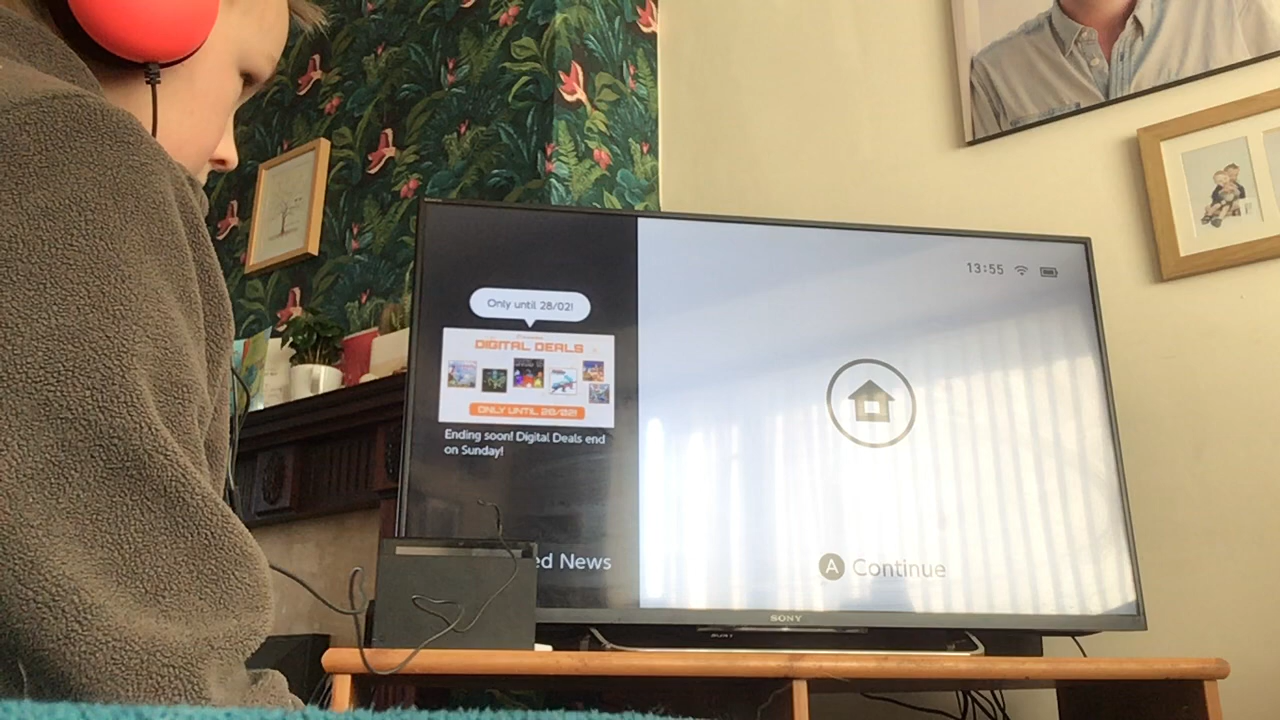 Only until 28/02!
DIGITAL DEALS
ONLY UNTIL 28/02!
Ending soon! Digital Deals end
on Sunday!
ed News
13:55
A Continue
SONY
SONY